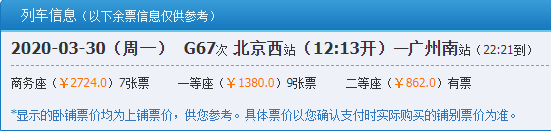 列车信息（以下余票信息仅供参考）
2020-03-30（周一） G67次 北京西站（12:13开）—广州南站（22:21到）
商务座（￥2724.0）7张票 一等座（￥1380.0）9张票 二等座（￥862.0）有票
*显示的卧铺票价均为上铺票价，供您参考。具体票价以您确认支付时实际购买的铺别票价为准。